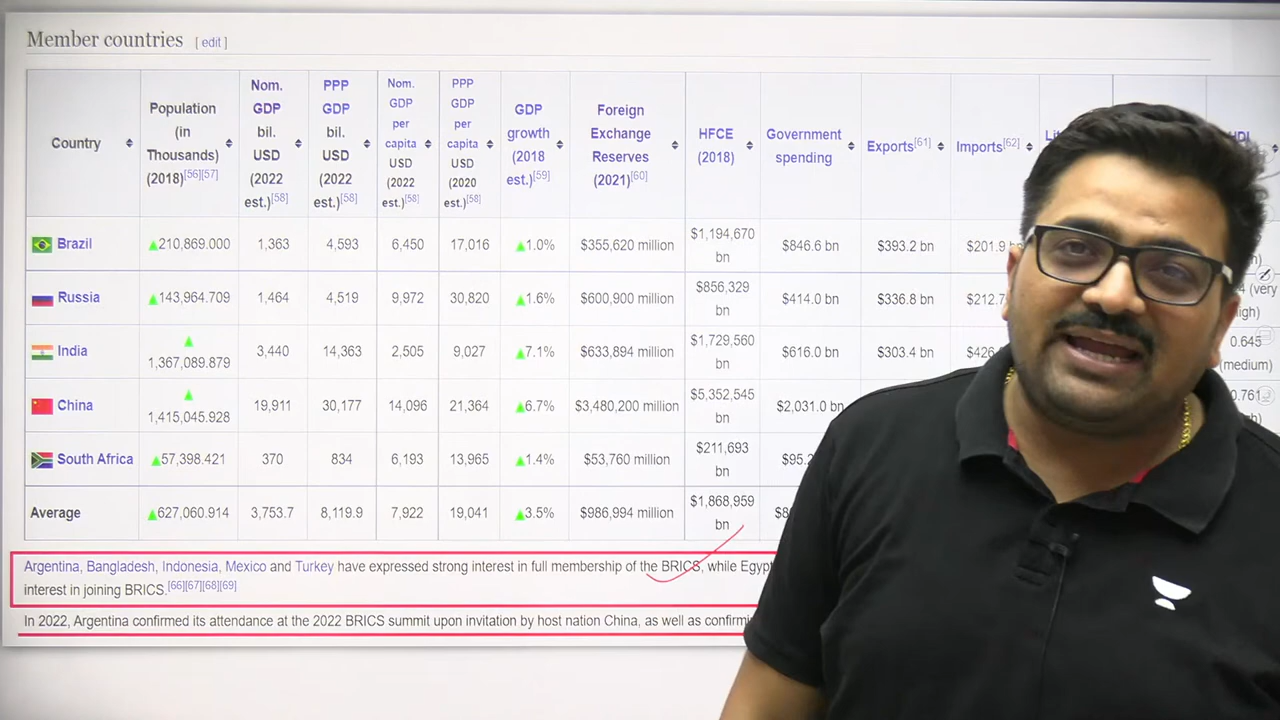 Member countries [ edit ]
Country Population (in Thousands) (2018)[56][57] Nom. GDP bil. USD (2022 est.)[58] PPP GDP bil. USD (2022 est.)[58] Nom. GDP per capita USD (2022 est.)[58] PPP GDP per capita USD (2020 est.)[58] GDP growth (2018 est.)[59] Foreign Exchange Reserves (2021)[60] HFCE (2018) Government spending Exports[61] Imports[62]
Brazil ▲210,869.000 1,363 4,593 6,450 17,016 ▲1.0% $355,620 million $1,194,670 bn $846.6 bn $393.2 bn $201.9
Russia ▲143,964.709 1,464 4,519 9,972 30,820 ▲1.6% $600,900 million $856,329 bn $414.0 bn $336.8 bn $212.7 (very
India ▲ 1,367,089.879 3,440 14,363 2,505 9,027 ▲7.1% $633,894 million $1,729,560 bn $616.0 bn $303.4 bn $426 0.645 (medium)
China ▲ 1,415,045.928 19,911 30,177 14,096 21,364 ▲6.7% $3,480,200 million $5,352,545 bn $2,031.0 bn 0.761
South Africa ▲57,398.421 370 834 6,193 13,965 ▲1.4% $53,760 million $211,693 bn $95.2
Average ▲627,060.914 3,753.7 8,119.9 7,922 19,041 ▲3.5% $986,994 million $1,868,959 bn
Argentina, Bangladesh, Indonesia, Mexico and Turkey have expressed strong interest in full membership of the BRICS, while Egypt
interest in joining BRICS.[66][67][68][69]
In 2022, Argentina confirmed its attendance at the 2022 BRICS summit upon invitation by host nation China, as well as confirmi